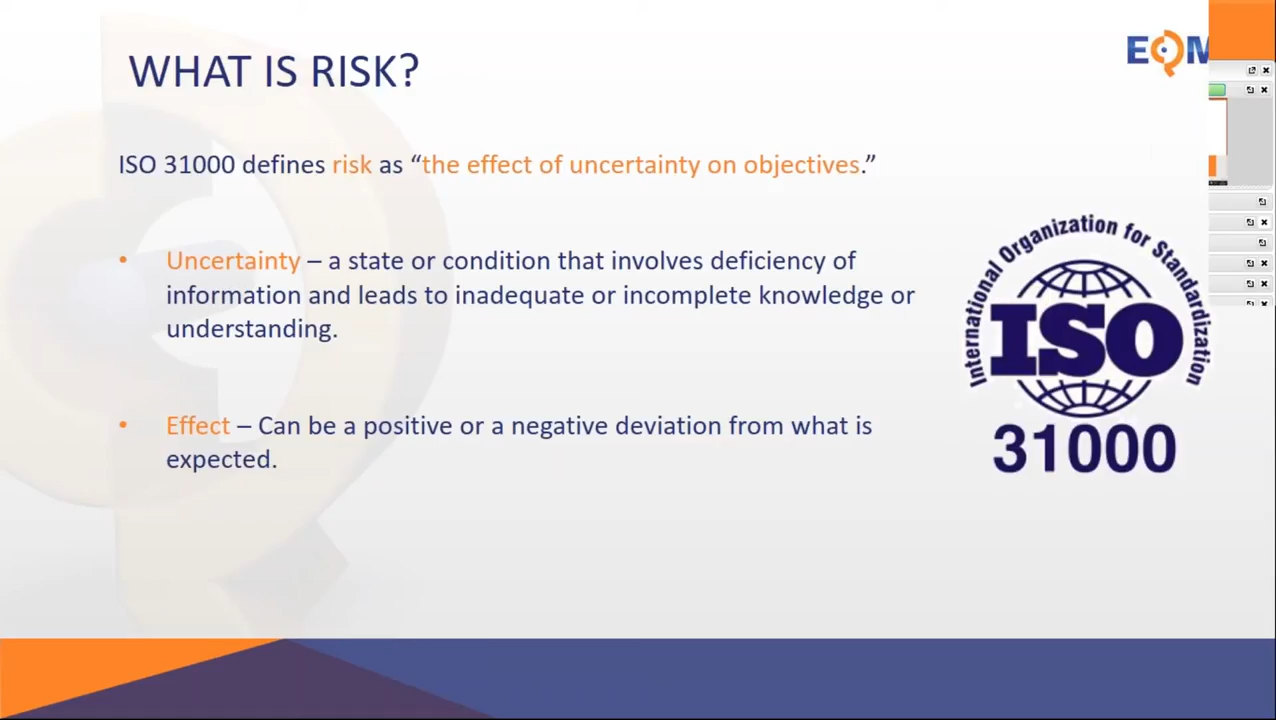 WHAT IS RISK?
EQM
ISO 31000 defines risk as “the effect of uncertainty on objectives.”
• Uncertainty – a state or condition that involves deficiency of
information and leads to inadequate or incomplete knowledge or
understanding.
• Effect – Can be a positive or a negative deviation from what is
expected.
International Organization for Standardization
ISO
31000